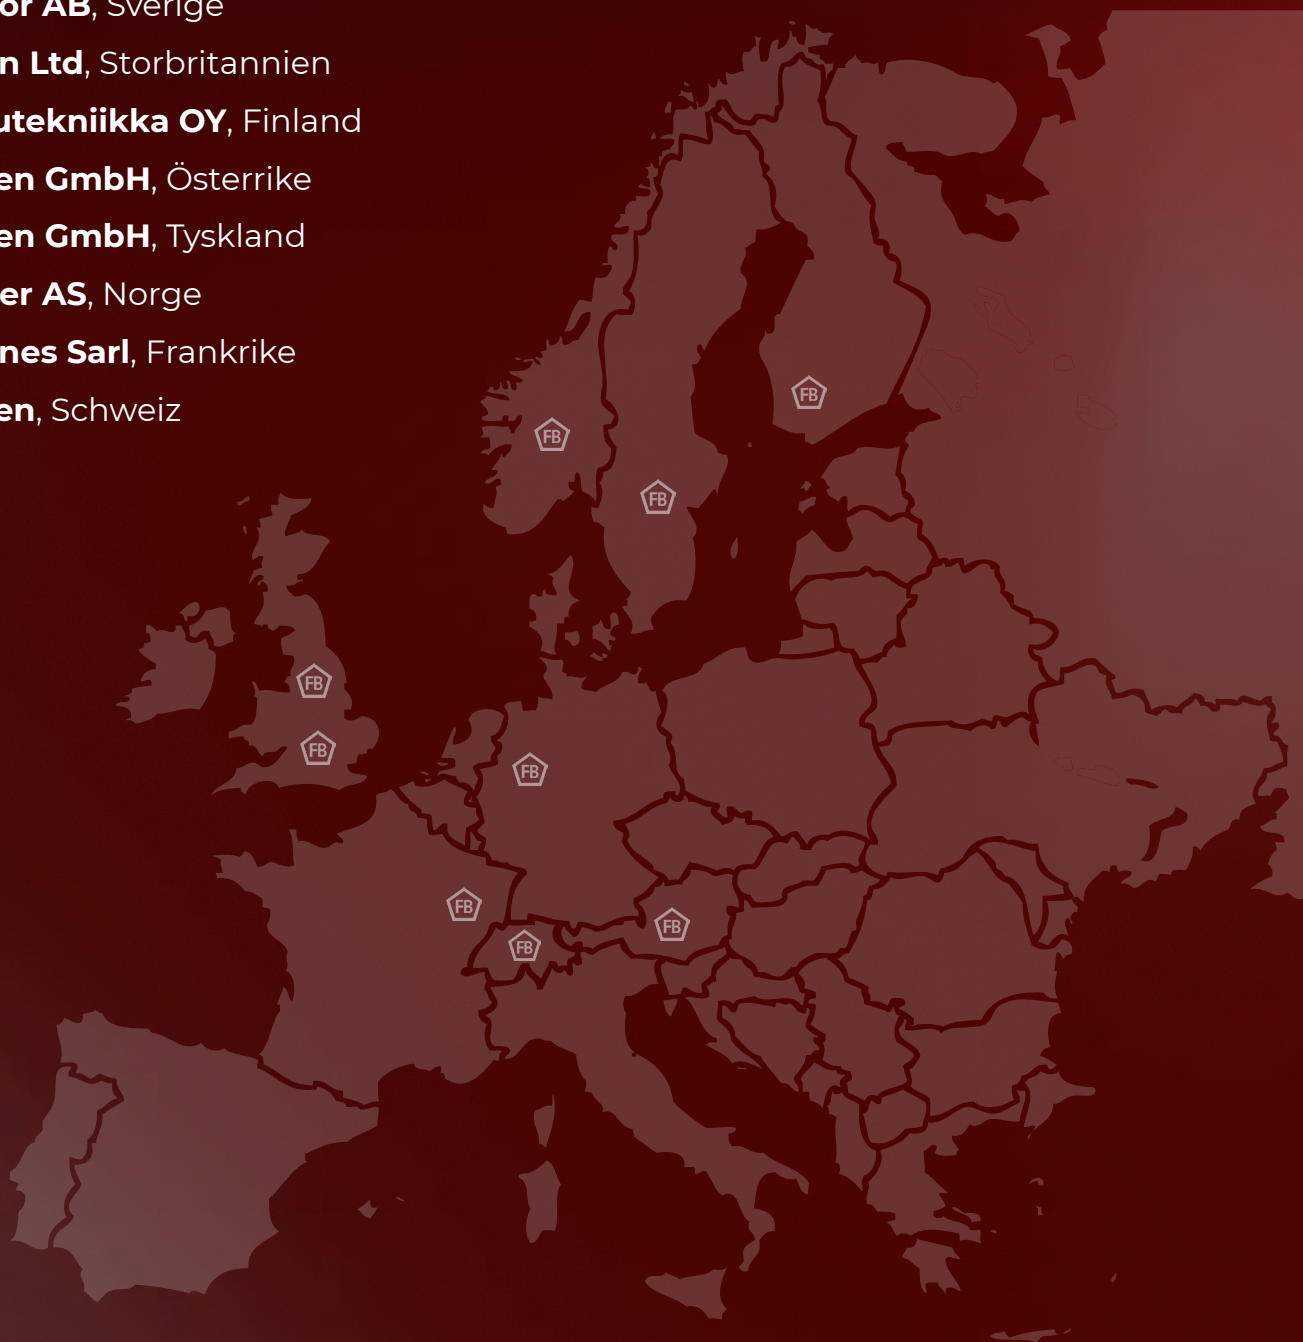 or AB, Sverige
n Ltd, Storbritannien
utekniikka OY, Finland
en GmbH, Österrike
en GmbH, Tyskland
er AS, Norge
nes Sarl, Frankrike
en, Schweiz
FB
FB
FB
FB
FB
FB
FB
FB
FB